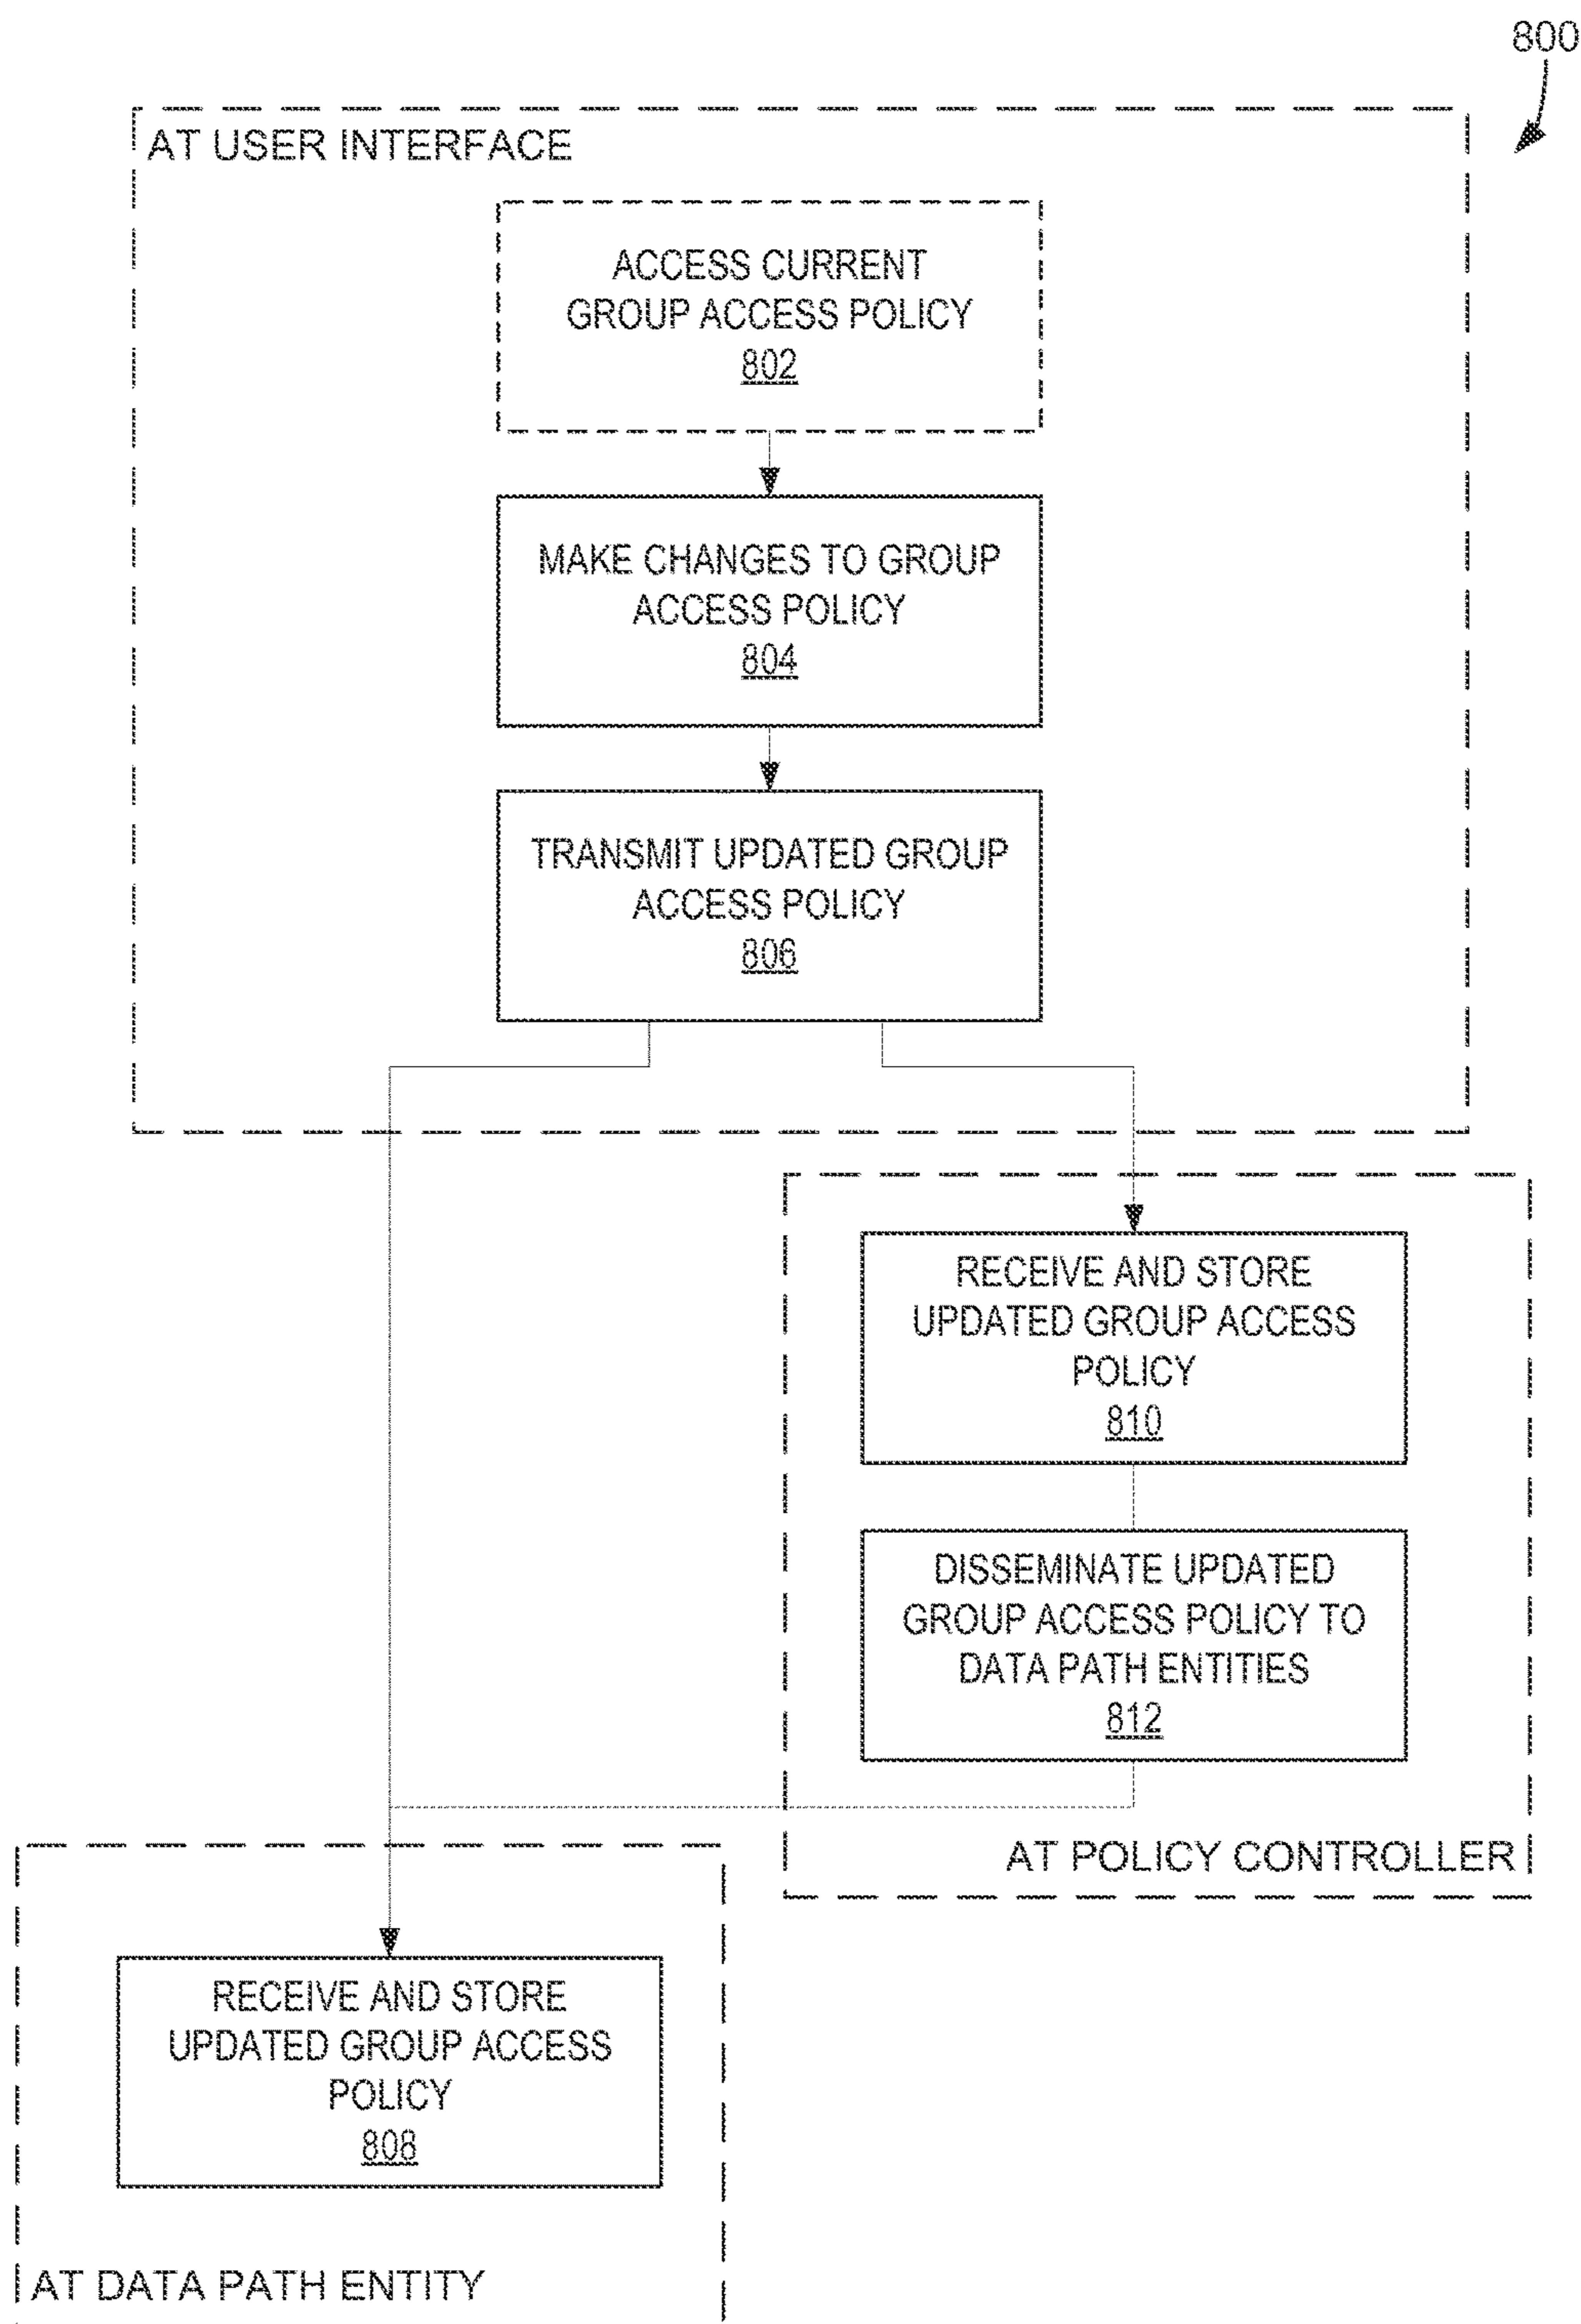 800
AT USER INTERFACE
ACCESS CURRENT
GROUP ACCESS POLICY
802
MAKE CHANGES TO GROUP
ACCESS POLICY
804
TRANSMIT UPDATED GROUP
ACCESS POLICY
806
RECEIVE AND STORE
UPDATED GROUP ACCESS
POLICY
810
DISSEMINATE UPDATED
GROUP ACCESS POLICY TO
DATA PATH ENTITIES
812
AT POLICY CONTROLLER
RECEIVE AND STORE
UPDATED GROUP ACCESS
POLICY
808
AT DATA PATH ENTITY